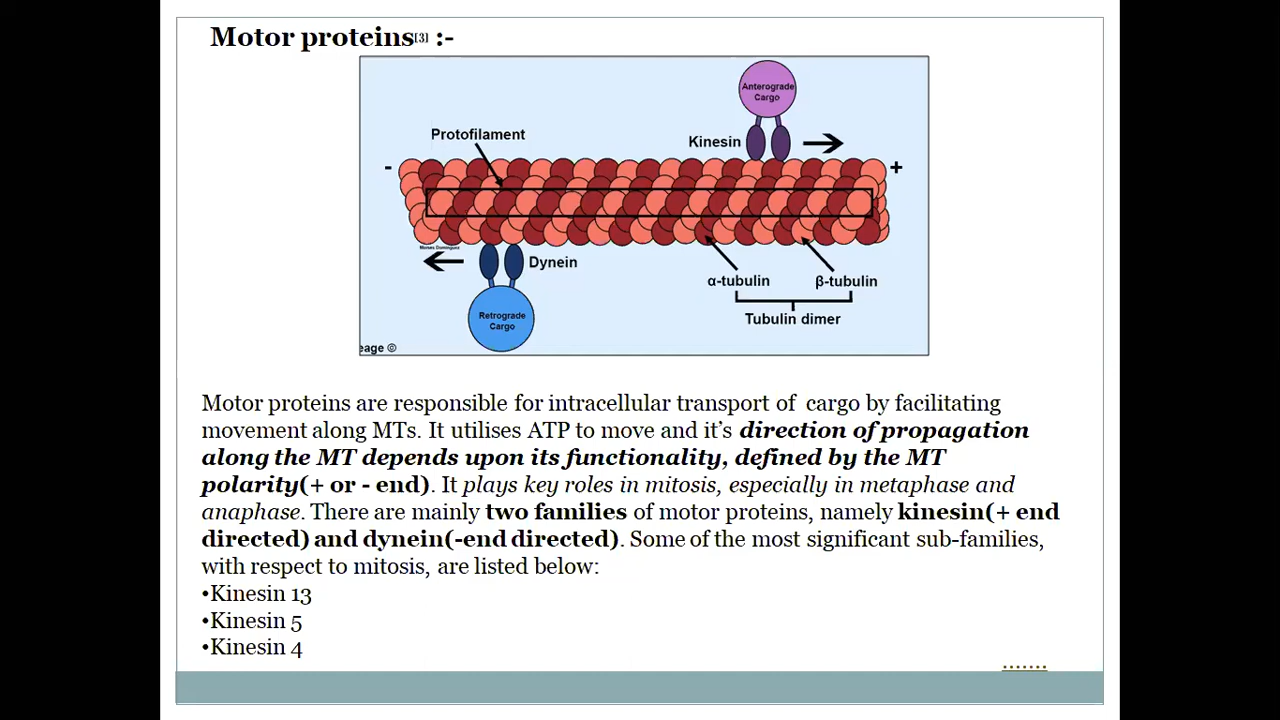 Motor proteins[3] :-
Anterograde
Cargo
Protofilament
Kinesin
-
+
Moises Dominguez
Dynein
α-tubulin
β-tubulin
Retrograde
Cargo
Tubulin dimer
eage ©
Motor proteins are responsible for intracellular transport of cargo by facilitating
movement along MTs. It utilises ATP to move and it’s direction of propagation
along the MT depends upon its functionality, defined by the MT
polarity(+ or - end). It plays key roles in mitosis, especially in metaphase and
anaphase. There are mainly two families of motor proteins, namely kinesin(+ end
directed) and dynein(-end directed). Some of the most significant sub-families,
with respect to mitosis, are listed below:
•Kinesin 13
•Kinesin 5
•Kinesin 4
.......